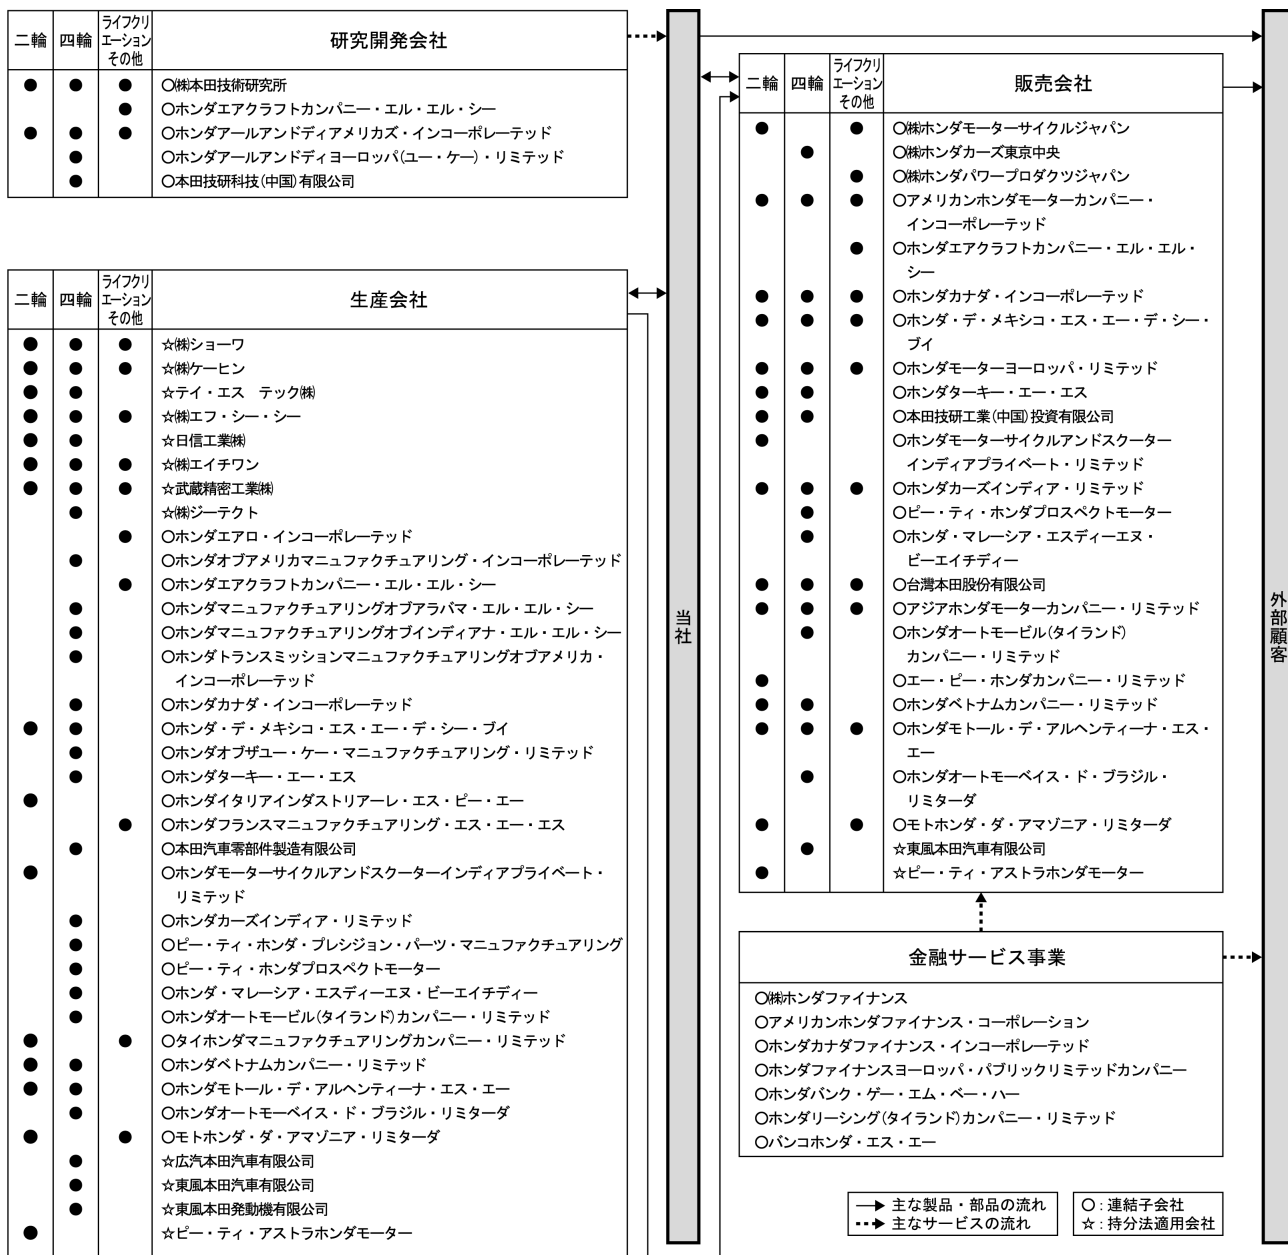 二輪 四輪 ライフクリエーションその他 研究開発会社
● ● ● 〇㈱本田技術研究所
● 〇ホンダエアクラフトカンパニー・エル・エル・シー
● ● ● 〇ホンダアールアンドディアメリカズ・インコーポレーテッド
● 〇ホンダアールアンドディヨーロッパ(ユー・ケー)・リミテッド
● 〇本田技研科技(中国)有限公司
二輪 四輪 ライフクリエーションその他 生産会社
● ● ● ☆㈱ショーワ
● ● ● ☆㈱ケーヒン
● ● ☆テイ・エス　テック㈱
● ● ● ☆㈱エフ・シー・シー
● ● ☆日信工業㈱
● ● ● ☆㈱エイチワン
● ● ● ☆武蔵精密工業㈱
● ☆㈱ジーテクト
● 〇ホンダエアロ・インコーポレーテッド
● 〇ホンダオブアメリカマニュファクチュアリング・インコーポレーテッド
● 〇ホンダエアクラフトカンパニー・エル・エル・シー
● 〇ホンダマニュファクチュアリングオブアラバマ・エル・エル・シー
● 〇ホンダマニュファクチュアリングオブインディアナ・エル・エル・シー
● 〇ホンダトランスミッションマニュファクチュアリングオブアメリカ・
インコーポレーテッド
● 〇ホンダカナダ・インコーポレーテッド
● ● 〇ホンダ・デ・メキシコ・エス・エー・デ・シー・ブイ
● 〇ホンダオブザユー・ケー・マニュファクチュアリング・リミテッド
● 〇ホンダターキー・エー・エス
● 〇ホンダイタリアインダストリアーレ・エス・ピー・エー
● 〇ホンダフランスマニュファクチュアリング・エス・エー・エス
● 〇本田汽車零部件製造有限公司
● 〇ホンダモーターサイクルアンドスクーターインディアプライベート・
リミテッド
● 〇ホンダカーズインディア・リミテッド
● 〇ピー・ティ・ホンダ・プレシジョン・パーツ・マニュファクチュアリング
● 〇ピー・ティ・ホンダプロスペクトモーター
● 〇ホンダ・マレーシア・エスディーエヌ・ビーエイチディー
● 〇ホンダオートモービル(タイランド)カンパニー・リミテッド
● ● 〇タイホンダマニュファクチュアリングカンパニー・リミテッド
● ● 〇ホンダベトナムカンパニー・リミテッド
● ● 〇ホンダモトール・デ・アルヘンティーナ・エス・エー
● 〇ホンダオートモーベイス・ド・ブラジル・リミターダ
● ● 〇モトホンダ・ダ・アマゾニア・リミターダ
● ☆広汽本田汽車有限公司
● ☆東風本田汽車有限公司
● ☆東風本田発動機有限公司
● ☆ピー・ティ・アストラホンダモーター
当社
二輪 四輪 ライフクリエーションその他 販売会社
● ● 〇㈱ホンダモーターサイクルジャパン
● 〇㈱ホンダカーズ東京中央
● 〇㈱ホンダパワープロダクツジャパン
● ● ● 〇アメリカンホンダモーターカンパニー・
インコーポレーテッド
● 〇ホンダエアクラフトカンパニー・エル・エル・
シー
● ● ● 〇ホンダカナダ・インコーポレーテッド
● ● ● 〇ホンダ・デ・メキシコ・エス・エー・デ・シー・
ブイ
● ● ● 〇ホンダモーターヨーロッパ・リミテッド
● ● 〇ホンダターキー・エー・エス
● ● 〇本田技研工業(中国)投資有限公司
● 〇ホンダモーターサイクルアンドスクーター
インディアプライベート・リミテッド
● ● ● 〇ホンダカーズインディア・リミテッド
● 〇ピー・ティ・ホンダプロスペクトモーター
● 〇ホンダ・マレーシア・エスディーエヌ・
ビーエイチディー
● ● ● 〇台灣本田股份有限公司
● ● ● 〇アジアホンダモーターカンパニー・リミテッド
● 〇ホンダオートモービル(タイランド)
カンパニー・リミテッド
● 〇エー・ピー・ホンダカンパニー・リミテッド
● ● 〇ホンダベトナムカンパニー・リミテッド
● ● ● 〇ホンダモトール・デ・アルヘンティーナ・エス・
エー
● 〇ホンダオートモーベイス・ド・ブラジル・
リミターダ
● ● 〇モトホンダ・ダ・アマゾニア・リミターダ
● ☆東風本田汽車有限公司
● ☆ピー・ティ・アストラホンダモーター
金融サービス事業
〇㈱ホンダファイナンス
〇アメリカンホンダファイナンス・コーポレーション
〇ホンダカナダファイナンス・インコーポレーテッド
〇ホンダファイナンスヨーロッパ・パブリックリミテッドカンパニー
〇ホンダバンク・ゲー・エム・ベー・ハー
〇ホンダリーシング(タイランド)カンパニー・リミテッド
〇バンコホンダ・エス・エー
主な製品・部品の流れ
主なサービスの流れ
〇：連結子会社
☆：持分法適用会社
外部顧客